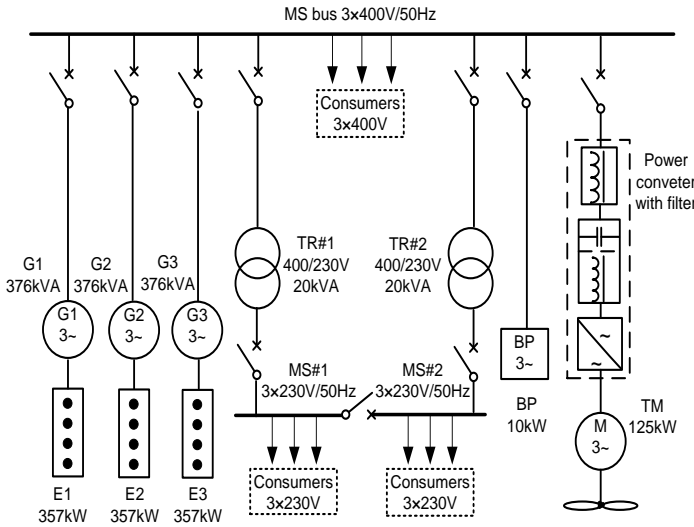 MS bus 3×400V/50Hz
Consumers
3×400V
Power
conveter
with filter
TR#1
400/230V
20kVA
TR#2
400/230V
20kVA
G1
376kVA
G2
376kVA
G3
376kVA
G1
3~
G2
3~
G3
3~
BP
3~
~
~
MS#1
3×230V/50Hz
MS#2
3×230V/50Hz
BP
10kW
TM
125kW
M
3~
Consumers
3×230V
Consumers
3×230V
E1
357kW
E2
357kW
E3
357kW